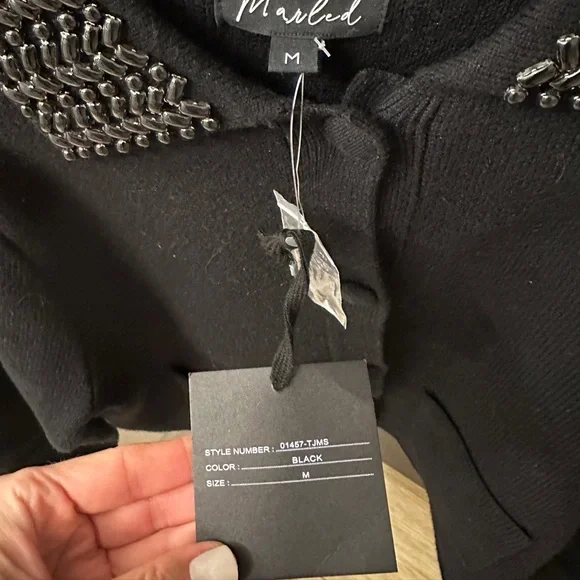 Marled
M
STYLE NUMBER : 01457-TJMS
COLOR : BLACK
SIZE : M